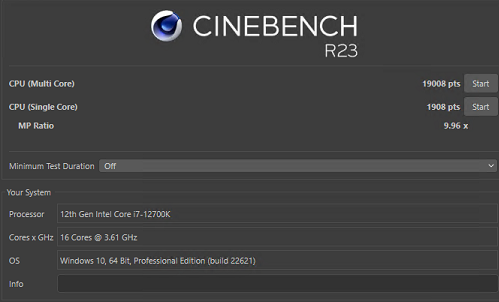 CINEBENCH
R23
CPU (Multi Core) 19008 pts Start
CPU (Single Core) 1908 pts Start
MP Ratio 9.96 x
Minimum Test Duration Off
Your System
Processor 12th Gen Intel Core i7-12700K
Cores x GHz 16 Cores @ 3.61 GHz
OS Windows 10, 64 Bit, Professional Edition (build 22621)
Info